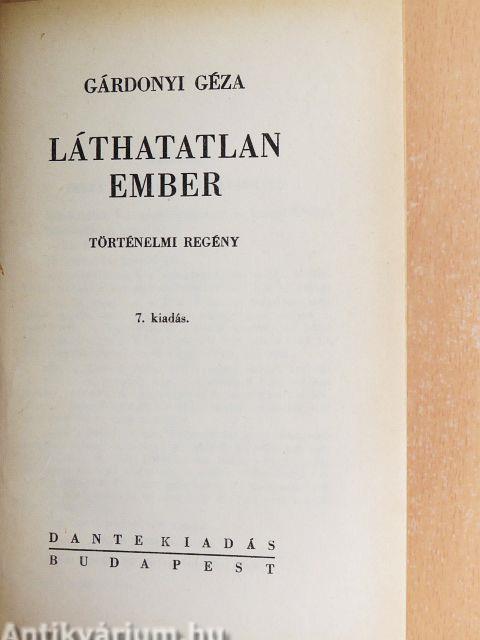 GÁRDONYI GÉZA
LÁTHATATLAN
EMBER
TÖRTÉNELMI REGÉNY
7. kiadás.
DANTE KIADÁS
BUDAPEST
Antikvárium.hu